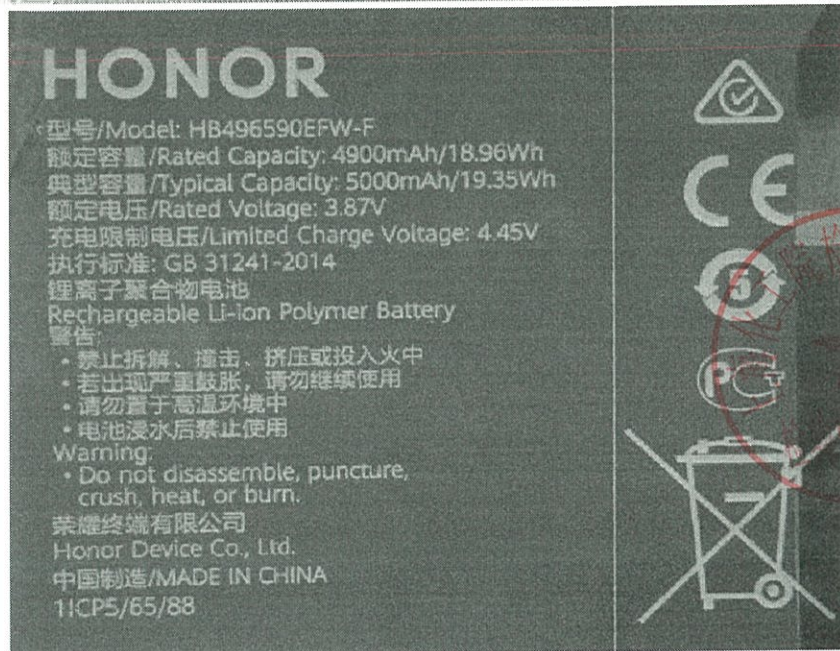 HONOR
型号/Model: HB496590EFW-F
额定容量/Rated Capacity: 4900mAh/18.96Wh
典型容量/Typical Capacity: 5000mAh/19.35Wh
额定电压/Rated Voltage: 3.87V
充电限制电压/Limited Charge Voltage: 4.45V
执行标准: GB 31241-2014
锂离子聚合物电池
Rechargeable Li-ion Polymer Battery
警告:
• 禁止拆解、撞击、挤压或投入火中
• 若出现严重鼓胀，请勿继续使用
• 请勿置于高温环境中
• 电池浸水后禁止使用
Warning:
• Do not disassemble, puncture,
crush, heat, or burn.
荣耀终端有限公司
Honor Device Co., Ltd.
中国制造/MADE IN CHINA
1ICP5/65/88
CE
5
PCT